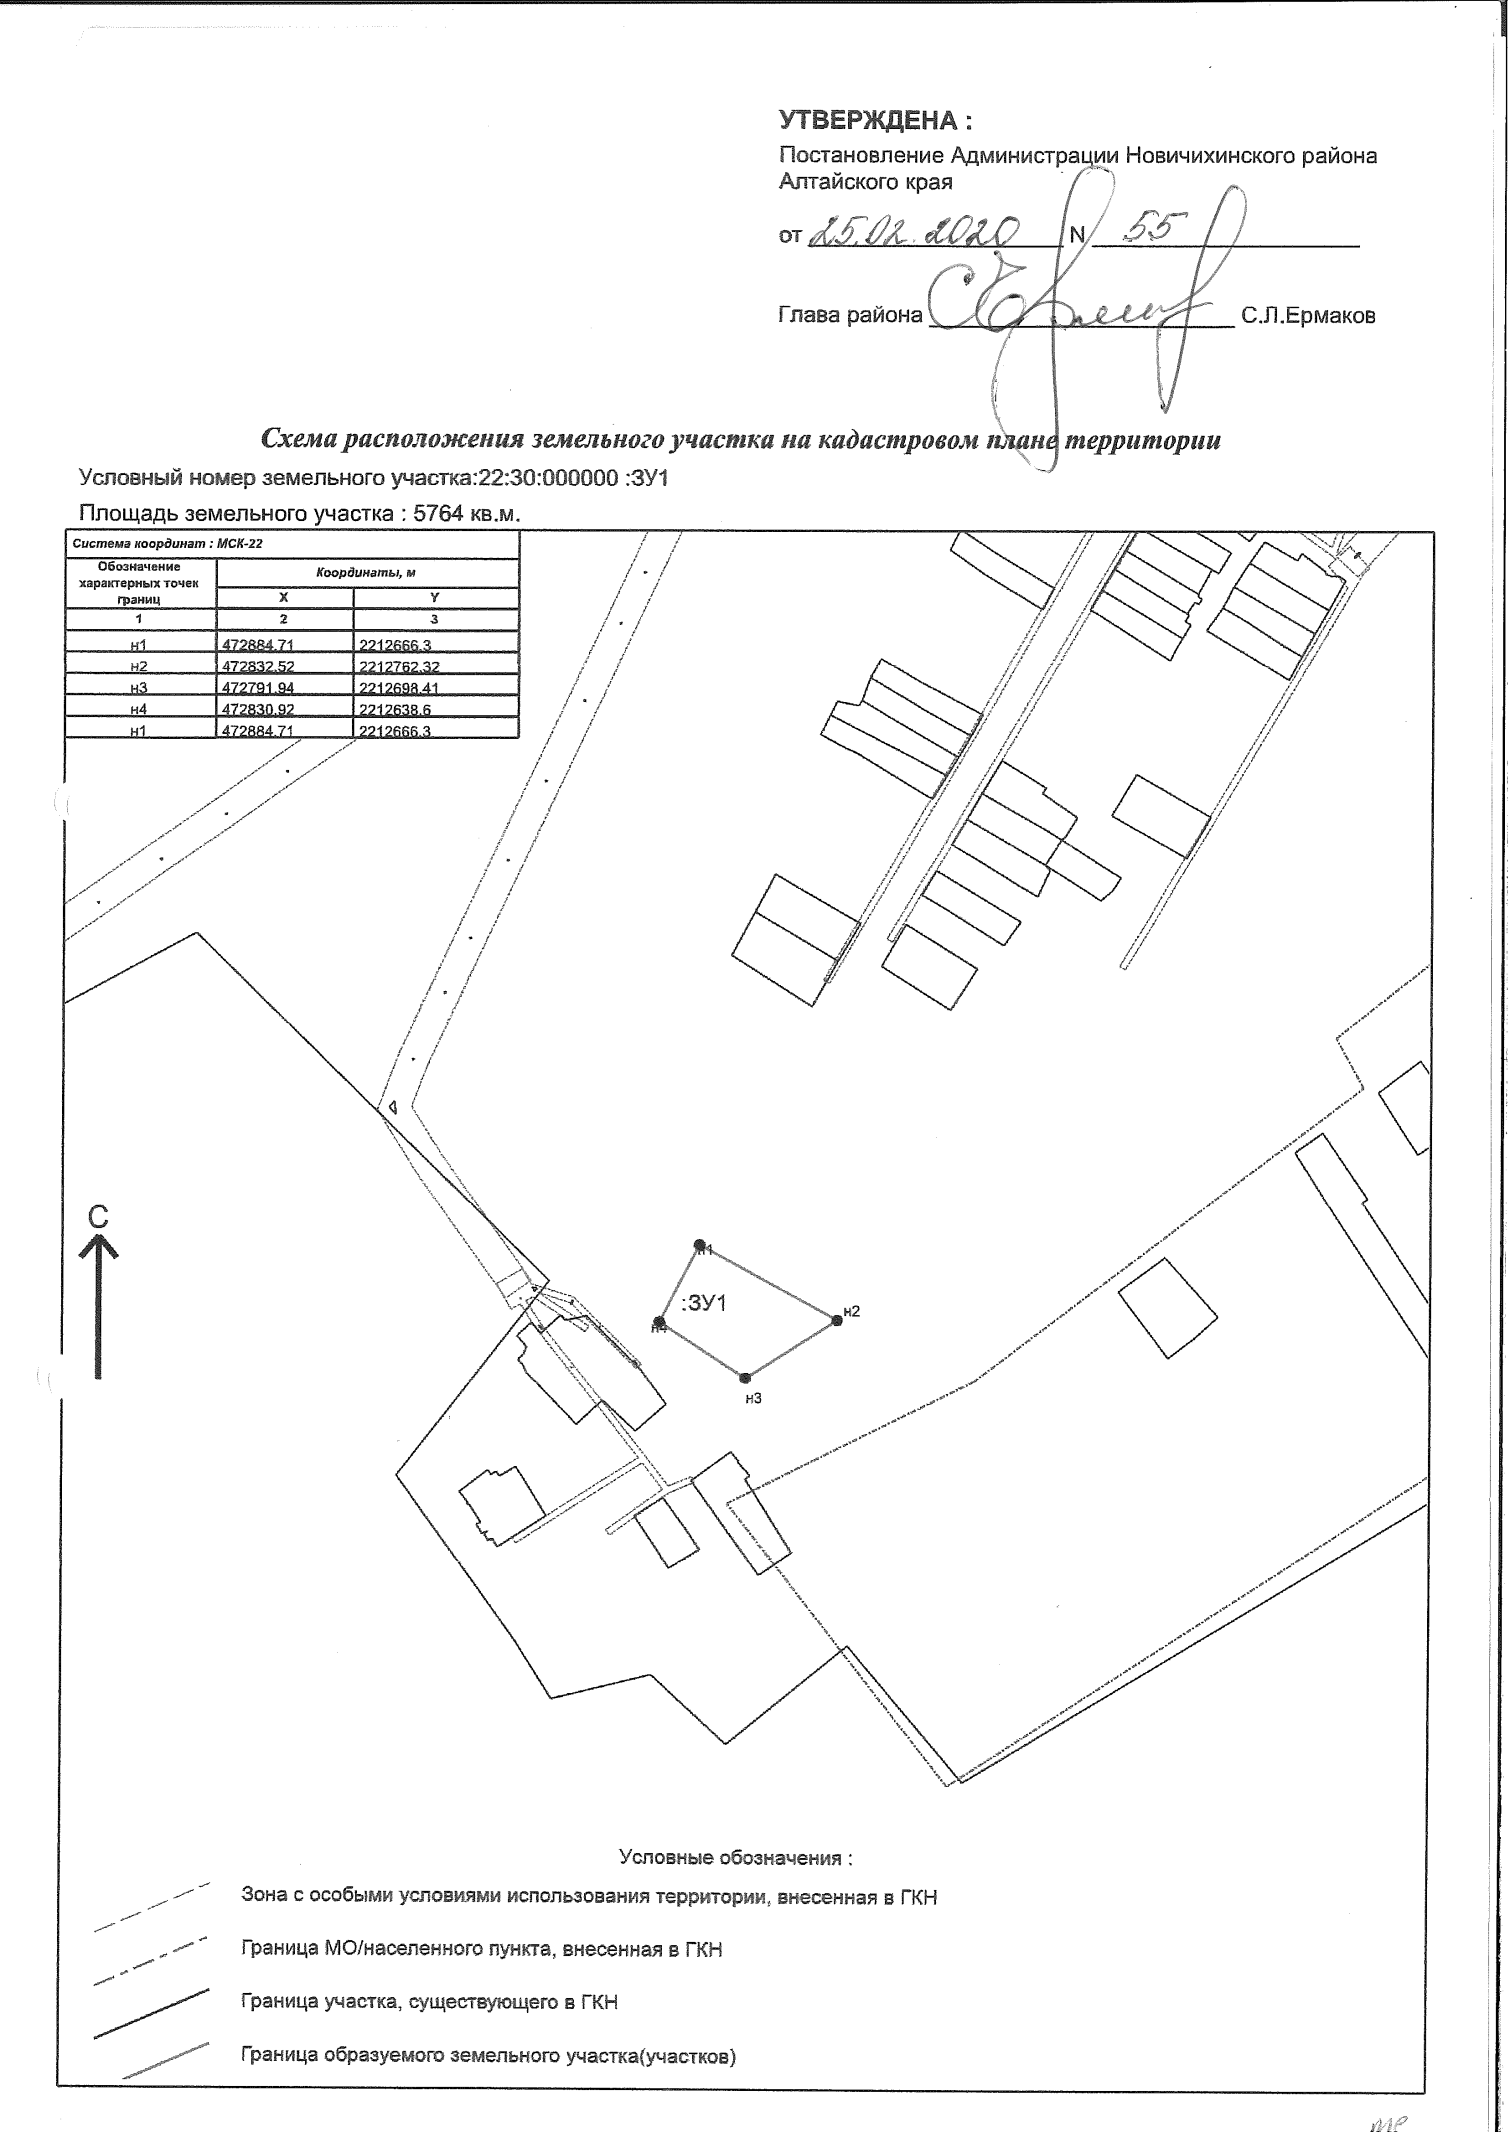 УТВЕРЖДЕНА :
Постановление Администрации Новичихинского района
Алтайского края
от 25.02.2020 N 55
Глава района С.Л.Ермаков
Схема расположения земельного участка на кадастровом плане территории
Условный номер земельного участка:22:30:000000 :ЗУ1
Площадь земельного участка : 5764 кв.м.
Система координат : МСК-22
Обозначение характерных точек границ Координаты, м
X Y
1 2 3
н1 472884.71 2212666.3
н2 472832.52 2212762.32
н3 472791.94 2212698.41
н4 472830.92 2212638.6
н1 472884.71 2212666.3
С
н1
:ЗУ1
н2
н4
н3
Условные обозначения :
Зона с особыми условиями использования территории, внесенная в ГКН
Граница МО/населенного пункта, внесенная в ГКН
Граница участка, существующего в ГКН
Граница образуемого земельного участка(участков)